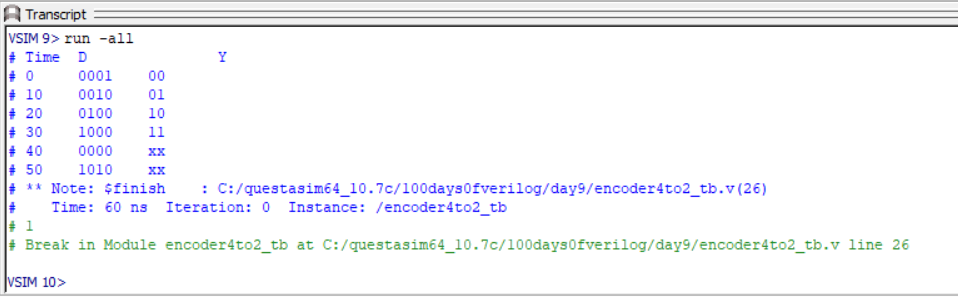 Transcript
VSIM 9> run -all
# Time  D                   Y
# 0      0001     00
# 10     0010     01
# 20     0100     10
# 30     1000     11
# 40     0000     xx
# 50     1010     xx
# ** Note: $finish    : C:/questasim64_10.7c/100days0fverilog/day9/encoder4to2_tb.v(26)
#    Time: 60 ns  Iteration: 0  Instance: /encoder4to2_tb
# 1
# Break in Module encoder4to2_tb at C:/questasim64_10.7c/100days0fverilog/day9/encoder4to2_tb.v line 26
VSIM 10>